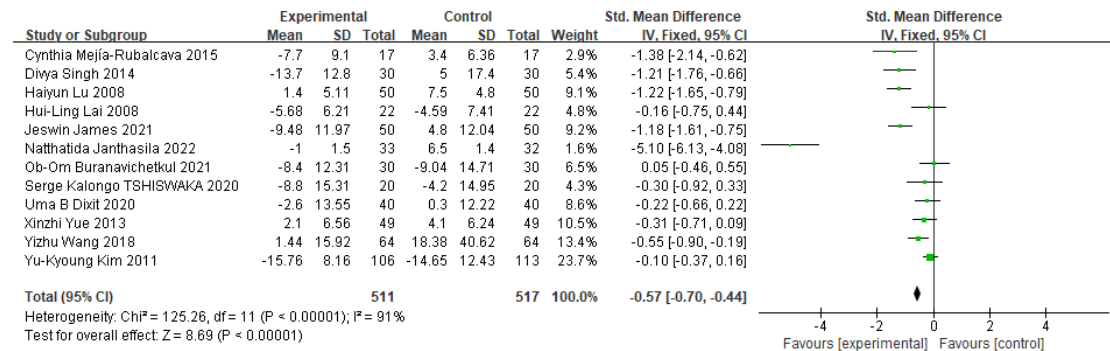 Experimental Control Std. Mean Difference Std. Mean Difference
Study or Subgroup Mean SD Total Mean SD Total Weight IV, Fixed, 95% CI IV, Fixed, 95% CI
Cynthia Mejía-Rubalcava 2015 -7.7 9.1 17 3.4 6.36 17 2.9% -1.38 [-2.14, -0.62]
Divya Singh 2014 -13.7 12.8 30 5 17.4 30 5.4% -1.21 [-1.76, -0.66]
Haiyun Lu 2008 1.4 5.11 50 7.5 4.8 50 9.0% -1.22 [-1.65, -0.79]
Hui-Ling Lai 2008 -5.68 6.21 22 -4.59 7.41 22 4.8% -0.16 [-0.75, 0.44]
Jeswin James 2021 -9.48 11.97 50 4.8 12.04 50 9.2% -1.18 [-1.61, -0.75]
Natthatida Janthasila 2022 -1 1.5 33 6.5 1.4 32 1.6% -5.10 [-6.13, -4.08]
Ob-Om Buranavichetkul 2021 -8.4 12.31 30 -9.04 14.71 30 6.5% 0.05 [-0.46, 0.55]
Serge Kalongo TSHISWAKA 2020 -8.8 15.31 20 -4.2 14.95 20 4.3% -0.30 [-0.92, 0.33]
Uma B Dixit 2020 -2.6 13.55 40 0.3 12.22 40 8.6% -0.22 [-0.66, 0.22]
Xinzhi Yue 2013 2.1 6.56 49 4.1 6.24 49 10.5% -0.31 [-0.71, 0.09]
Yizhu Wang 2018 1.44 15.92 64 18.38 40.62 64 13.4% -0.55 [-0.90, -0.19]
Yu-Kyoung Kim 2011 -15.76 8.16 106 -14.65 12.43 113 23.7% -0.10 [-0.37, 0.16]
Total (95% CI) 511 517 100.0% -0.57 [-0.70, -0.44]
Heterogeneity: Chi² = 125.26, df = 11 (P < 0.00001); I² = 91%
Test for overall effect: Z = 8.69 (P < 0.00001)
-4 -2 0 2 4
Favours [experimental] Favours [control]